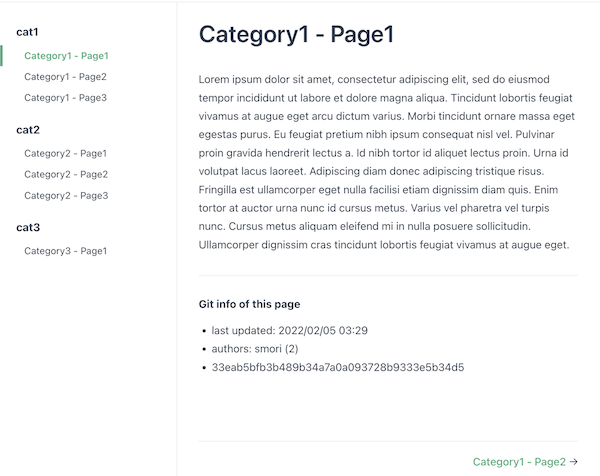 cat1
Category1 - Page1
Category1 - Page2
Category1 - Page3
cat2
Category2 - Page1
Category2 - Page2
Category2 - Page3
cat3
Category3 - Page1
Category1 - Page1
Lorem ipsum dolor sit amet, consectetur adipiscing elit, sed do eiusmod
tempor incididunt ut labore et dolore magna aliqua. Tincidunt lobortis feugiat
vivamus at augue eget arcu dictum varius. Morbi tincidunt ornare massa eget
egestas purus. Eu feugiat pretium nibh ipsum consequat nisl vel. Pulvinar
proin gravida hendrerit lectus a. Id nibh tortor id aliquet lectus proin. Urna id
volutpat lacus laoreet. Adipiscing diam donec adipiscing tristique risus.
Fringilla est ullamcorper eget nulla facilisi etiam dignissim diam quis. Enim
tortor at auctor urna nunc id cursus metus. Varius vel pharetra vel turpis
nunc. Cursus metus aliquam eleifend mi in nulla posuere sollicitudin.
Ullamcorper dignissim cras tincidunt lobortis feugiat vivamus at augue eget.
Git info of this page
• last updated: 2022/02/05 03:29
• authors: smori (2)
• 33eab5bfb3b489b34a7a0a093728b9333e5b34d5
Category1 - Page2 →